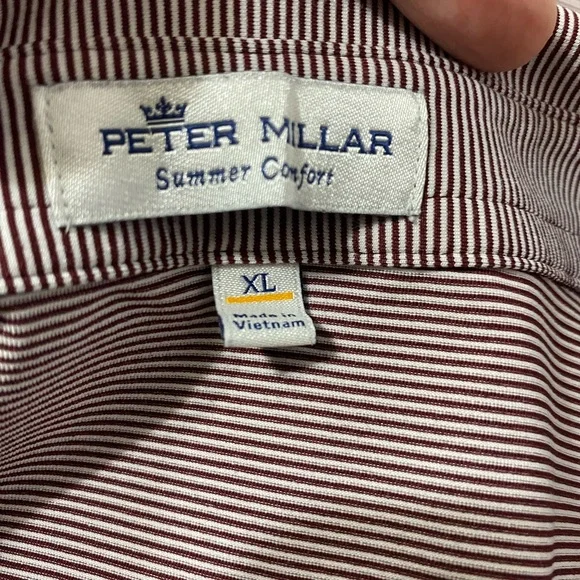 PETER MILLAR
Summer Comfort
XL
Made in
Vietnam